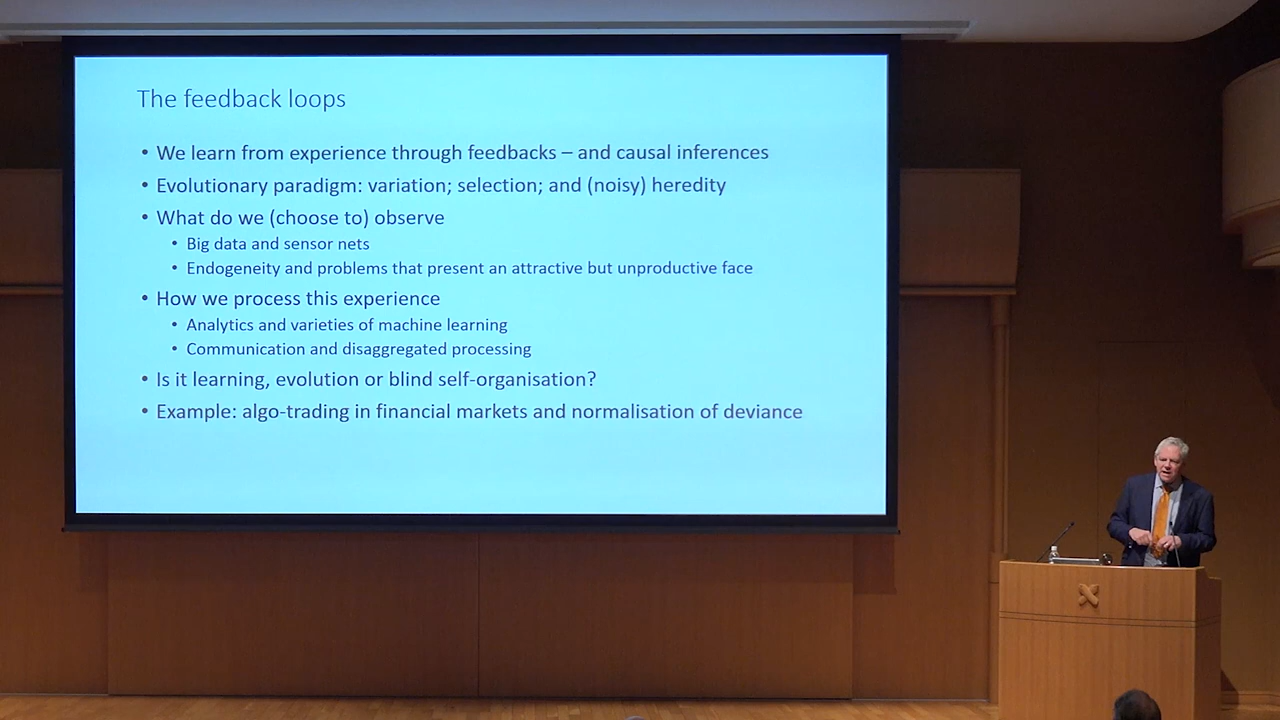 The feedback loops
• We learn from experience through feedbacks – and causal inferences
• Evolutionary paradigm: variation; selection; and (noisy) heredity
• What do we (choose to) observe
• Big data and sensor nets
• Endogeneity and problems that present an attractive but unproductive face
• How we process this experience
• Analytics and varieties of machine learning
• Communication and disaggregated processing
• Is it learning, evolution or blind self-organisation?
• Example: algo-trading in financial markets and normalisation of deviance